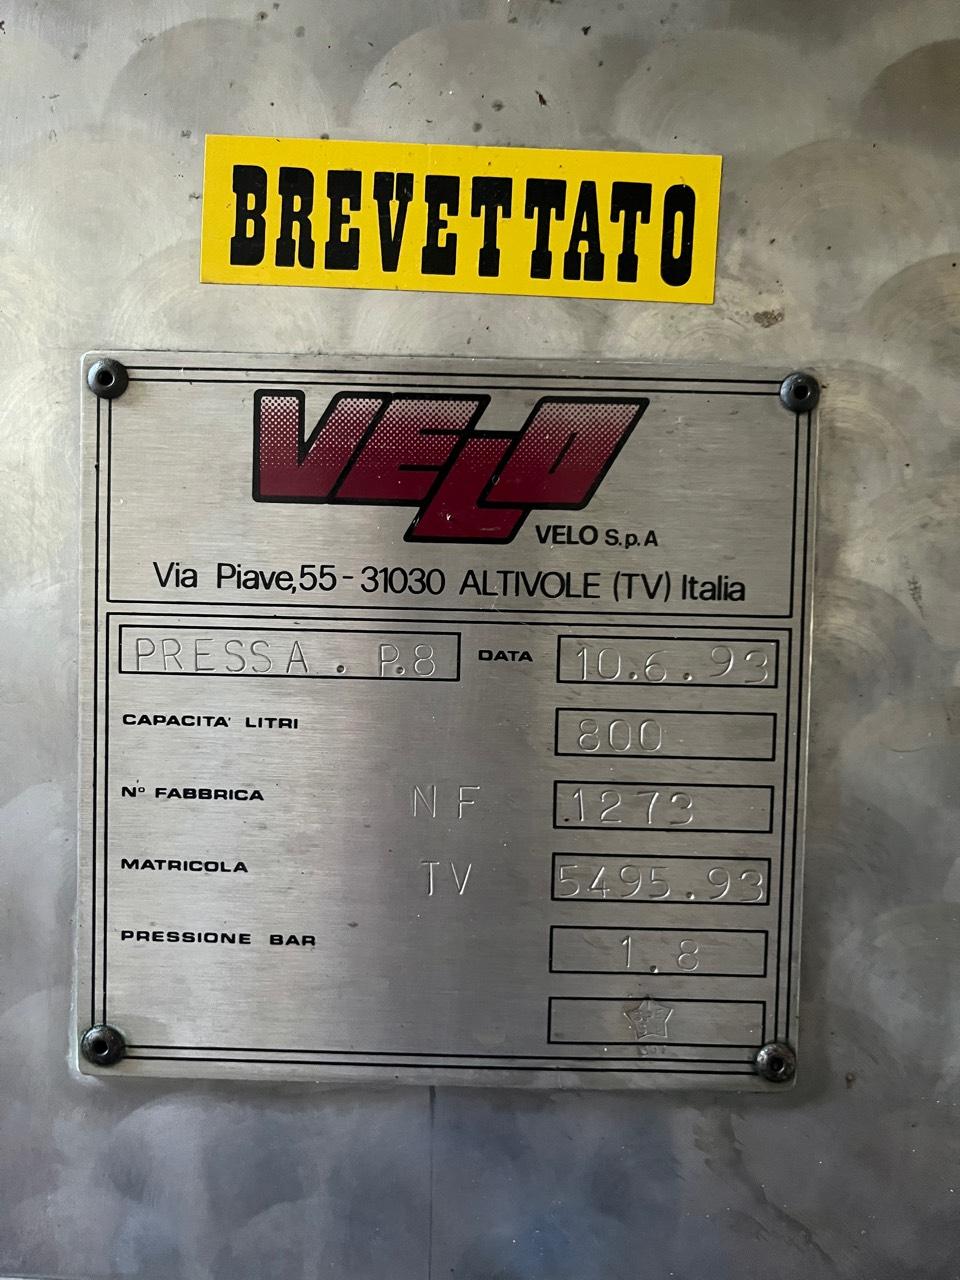 BREVETTATO
VELO
VELO S.p.A
Via Piave,55 - 31030 ALTIVOLE (TV) Italia
PRESSA. P.8 DATA 10.6.93
CAPACITA' LITRI 800
N° FABBRICA NF 1273
MATRICOLA TV 5495.93
PRESSIONE BAR 1.8